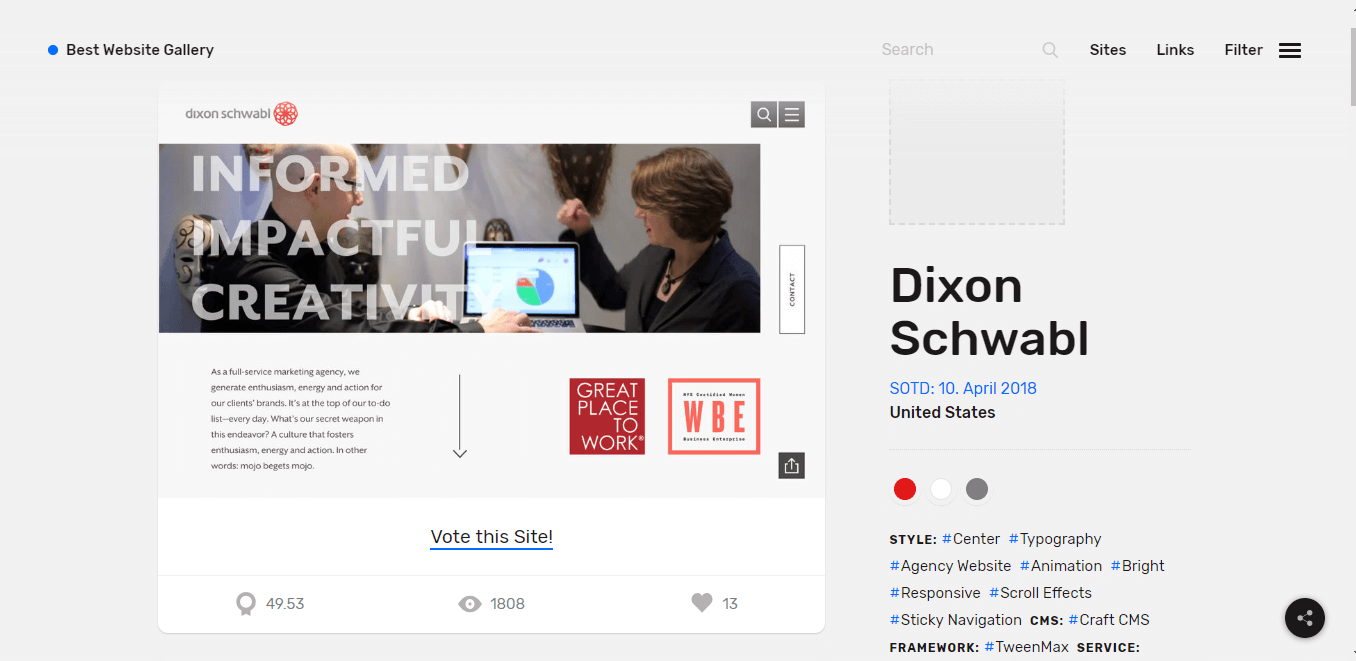 Best Website Gallery
Search
Sites
Links
Filter
dixon schwabl
INFORMED
IMPACTFUL
CREATIVITY
CONTACT
As a full-service marketing agency, we
generate enthusiasm, energy and action for
our clients' brands. It's at the top of our to-do
list—every day. What's our secret weapon in
this endeavor? A culture that fosters
enthusiasm, energy and action. In other
words: mojo begets mojo.
GREAT
PLACE
TO
WORK®
NYS Certified Women
WBE
Business Enterprise
Vote this Site!
49.53
1808
13
Dixon
Schwabl
SOTD: 10. April 2018
United States
STYLE: #Center #Typography
#Agency Website #Animation #Bright
#Responsive #Scroll Effects
#Sticky Navigation CMS: #Craft CMS
FRAMEWORK: #TweenMax SERVICE: